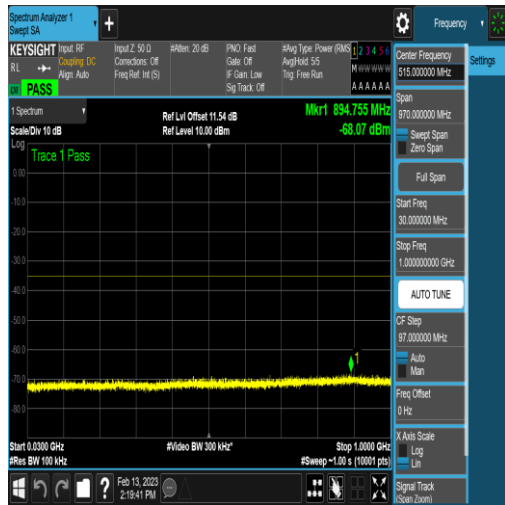 Spectrum Analyzer 1
Swept SA
+
Frequency
KEYSIGHT
Input: RF
Coupling: DC
Align: Auto
Input Z: 50 Ω
Corrections: Off
Freq Ref: Int (S)
#Atten: 20 dB
PNO: Fast
Gate: Off
IF Gain: Low
Sig Track: Off
#Avg Type: Power (RMS
Avg|Hold: 5/5
Trig: Free Run
1 2 3 4 5 6
M W W W W W
A A A A A A
R L
PASS
Center Frequency
515.000000 MHz
Settings
Span
970.000000 MHz
Swept Span
Zero Span
Full Span
Start Freq
30.000000 MHz
Stop Freq
1.000000000 GHz
AUTO TUNE
CF Step
97.000000 MHz
Auto
Man
Freq Offset
0 Hz
X Axis Scale
Log
Lin
Signal Track
(Span Zoom)
1 Spectrum
Scale/Div 10 dB
Ref Lvl Offset 11.54 dB
Ref Level 10.00 dBm
Mkr1 894.755 MHz
-68.07 dBm
Log
Trace 1 Pass
0.00
-10.0
-20.0
-30.0
-40.0
-50.0
-60.0
-70.0
-80.0
1
Start 0.0300 GHz
#Res BW 100 kHz
#Video BW 300 kHz*
Stop 1.0000 GHz
#Sweep ~1.00 s (10001 pts)
?
Feb 13, 2023
2:19:41 PM